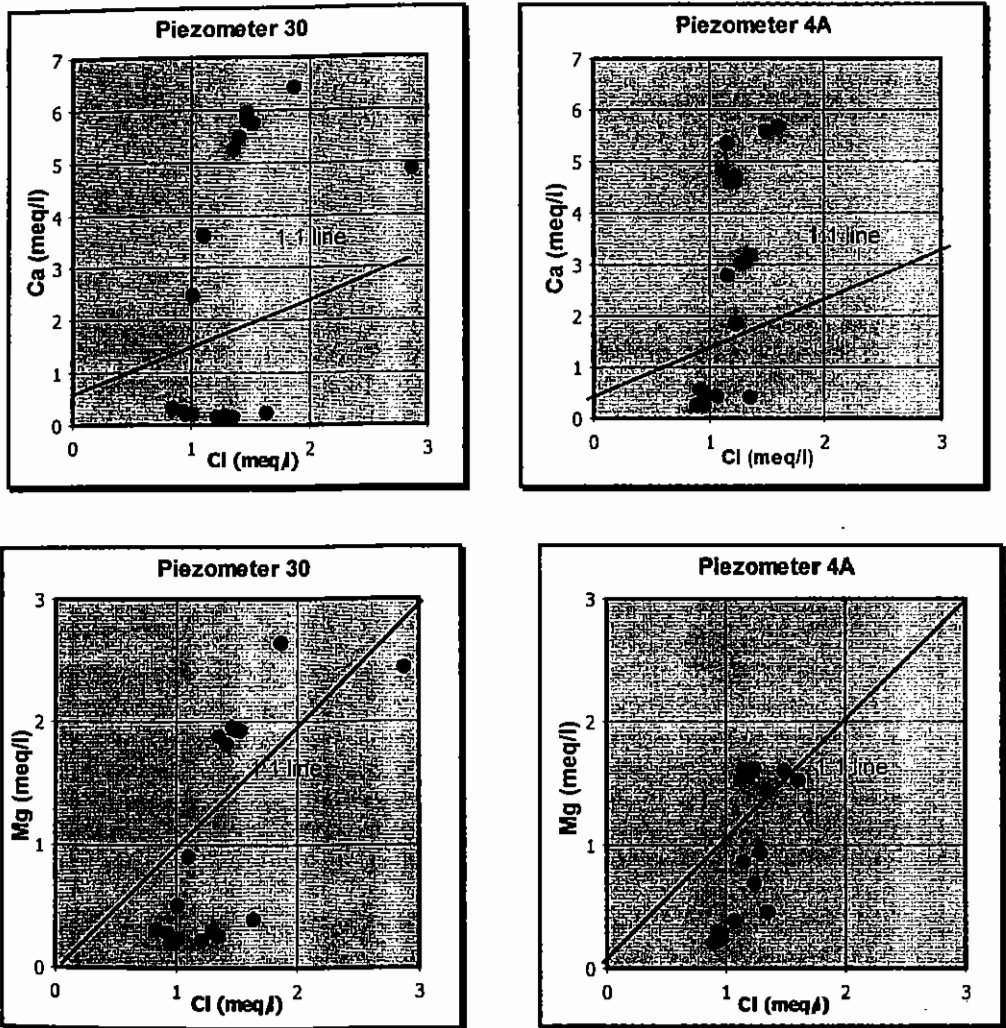 Piezometer 30
7
6
5
4
3
2
1
0
Ca (meq/l)
1:1 line
0 1 2 3
Cl (meq/l)
Piezometer 4A
7
6
5
4
3
2
1
0
Ca (meq/l)
1:1 line
0 1 2 3
Cl (meq/l)
Piezometer 30
3
2
1
0
Mg (meq/l)
1:1 line
0 1 2 3
Cl (meq/l)
Piezometer 4A
3
2
1
0
Mg (meq/l)
1:1 line
0 1 2 3
Cl (meq/l)